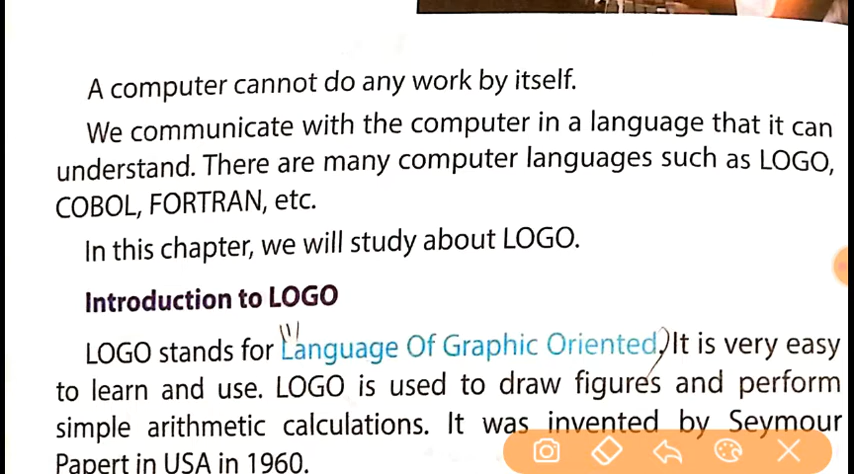 A computer cannot do any work by itself.
We communicate with the computer in a language that it can
understand. There are many computer languages such as LOGO,
COBOL, FORTRAN, etc.
In this chapter, we will study about LOGO.
Introduction to LOGO
LOGO stands for Language Of Graphic Oriented. It is very easy
to learn and use. LOGO is used to draw figures and perform
simple arithmetic calculations. It was invented by Seymour
Papert in USA in 1960.